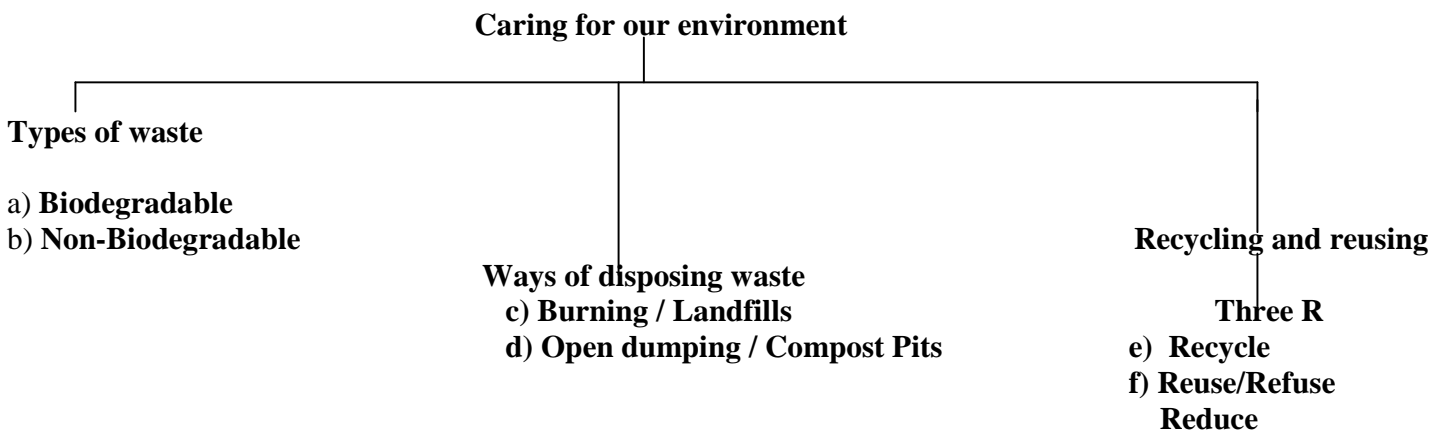 Caring for our environment
Types of waste
a) Biodegradable
b) Non-Biodegradable
Ways of disposing waste
c) Burning / Landfills
d) Open dumping / Compost Pits
Recycling and reusing
Three R
e) Recycle
f) Reuse/Refuse
Reduce